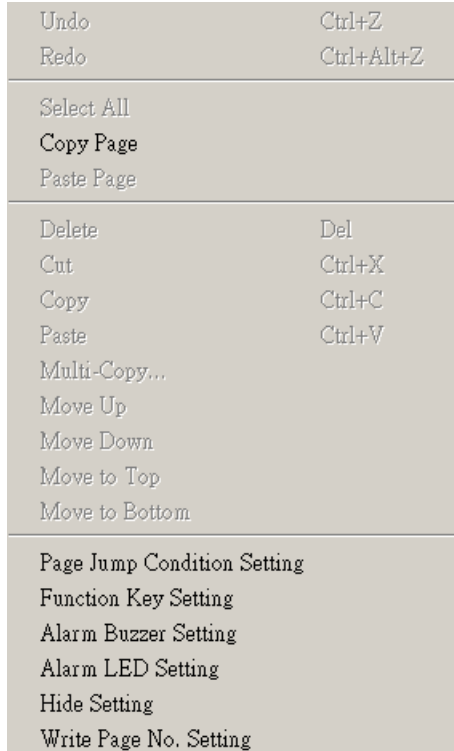 Undo Ctrl+Z
Redo Ctrl+Alt+Z
Select All
Copy Page
Paste Page
Delete Del
Cut Ctrl+X
Copy Ctrl+C
Paste Ctrl+V
Multi-Copy...
Move Up
Move Down
Move to Top
Move to Bottom
Page Jump Condition Setting
Function Key Setting
Alarm Buzzer Setting
Alarm LED Setting
Hide Setting
Write Page No. Setting